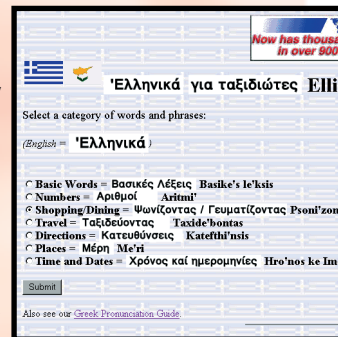 Now has thousa
in over 900
'Ελληνικά για ταξιδιώτες Elli
Select a category of words and phrases:
(English = 'Ελληνικά )
Basic Words = Βασικές Λέξεις Basike's le'ksis
Numbers = Αριθμοί Aritmi'
Shopping/Dining = Ψωνίζοντας / Γευματίζοντας Psoni'zon
Travel = Ταξιδεύοντας Taxide'bontas
Directions = Κατευθύνσεις Katefthi'nsis
Places = Μέρη Me'ri
Time and Dates = Χρόνος καί ημερομηνίες Hro'nos ke Im
Submit
Also see our Greek Pronunciation Guide.